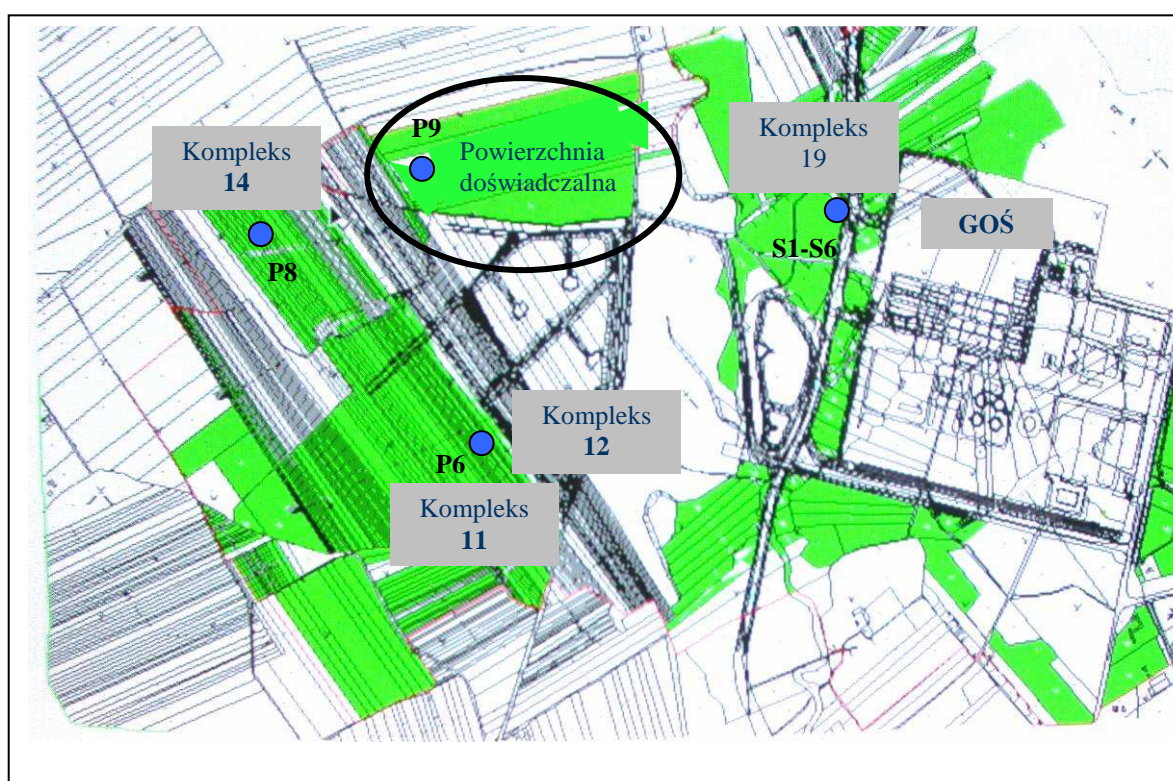 P9
Powierzchnia
doświadczalna
Kompleks
14
P8
Kompleks
19
S1-S6
GOŚ
Kompleks
12
P6
Kompleks
11